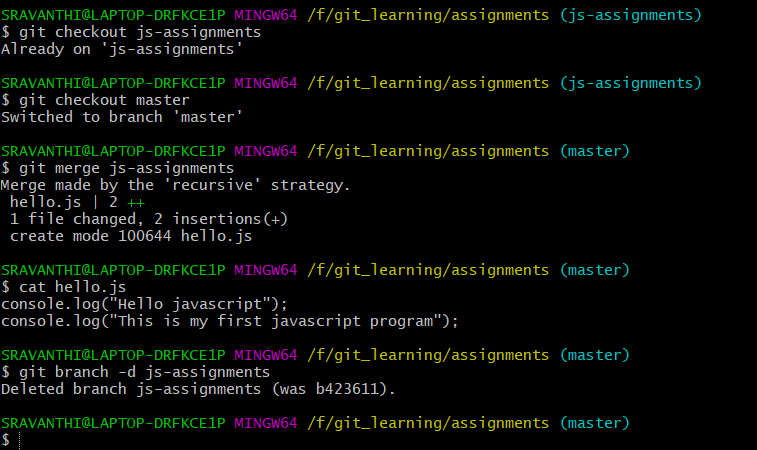 SRAVANTHI@LAPTOP-DRFKCE1P MINGW64 /f/git_learning/assignments (js-assignments)
$ git checkout js-assignments
Already on 'js-assignments'
SRAVANTHI@LAPTOP-DRFKCE1P MINGW64 /f/git_learning/assignments (js-assignments)
$ git checkout master
Switched to branch 'master'
SRAVANTHI@LAPTOP-DRFKCE1P MINGW64 /f/git_learning/assignments (master)
$ git merge js-assignments
Merge made by the 'recursive' strategy.
 hello.js | 2 ++
 1 file changed, 2 insertions(+)
 create mode 100644 hello.js
SRAVANTHI@LAPTOP-DRFKCE1P MINGW64 /f/git_learning/assignments (master)
$ cat hello.js
console.log("Hello javascript");
console.log("This is my first javascript program");
SRAVANTHI@LAPTOP-DRFKCE1P MINGW64 /f/git_learning/assignments (master)
$ git branch -d js-assignments
Deleted branch js-assignments (was b423611).
SRAVANTHI@LAPTOP-DRFKCE1P MINGW64 /f/git_learning/assignments (master)
$